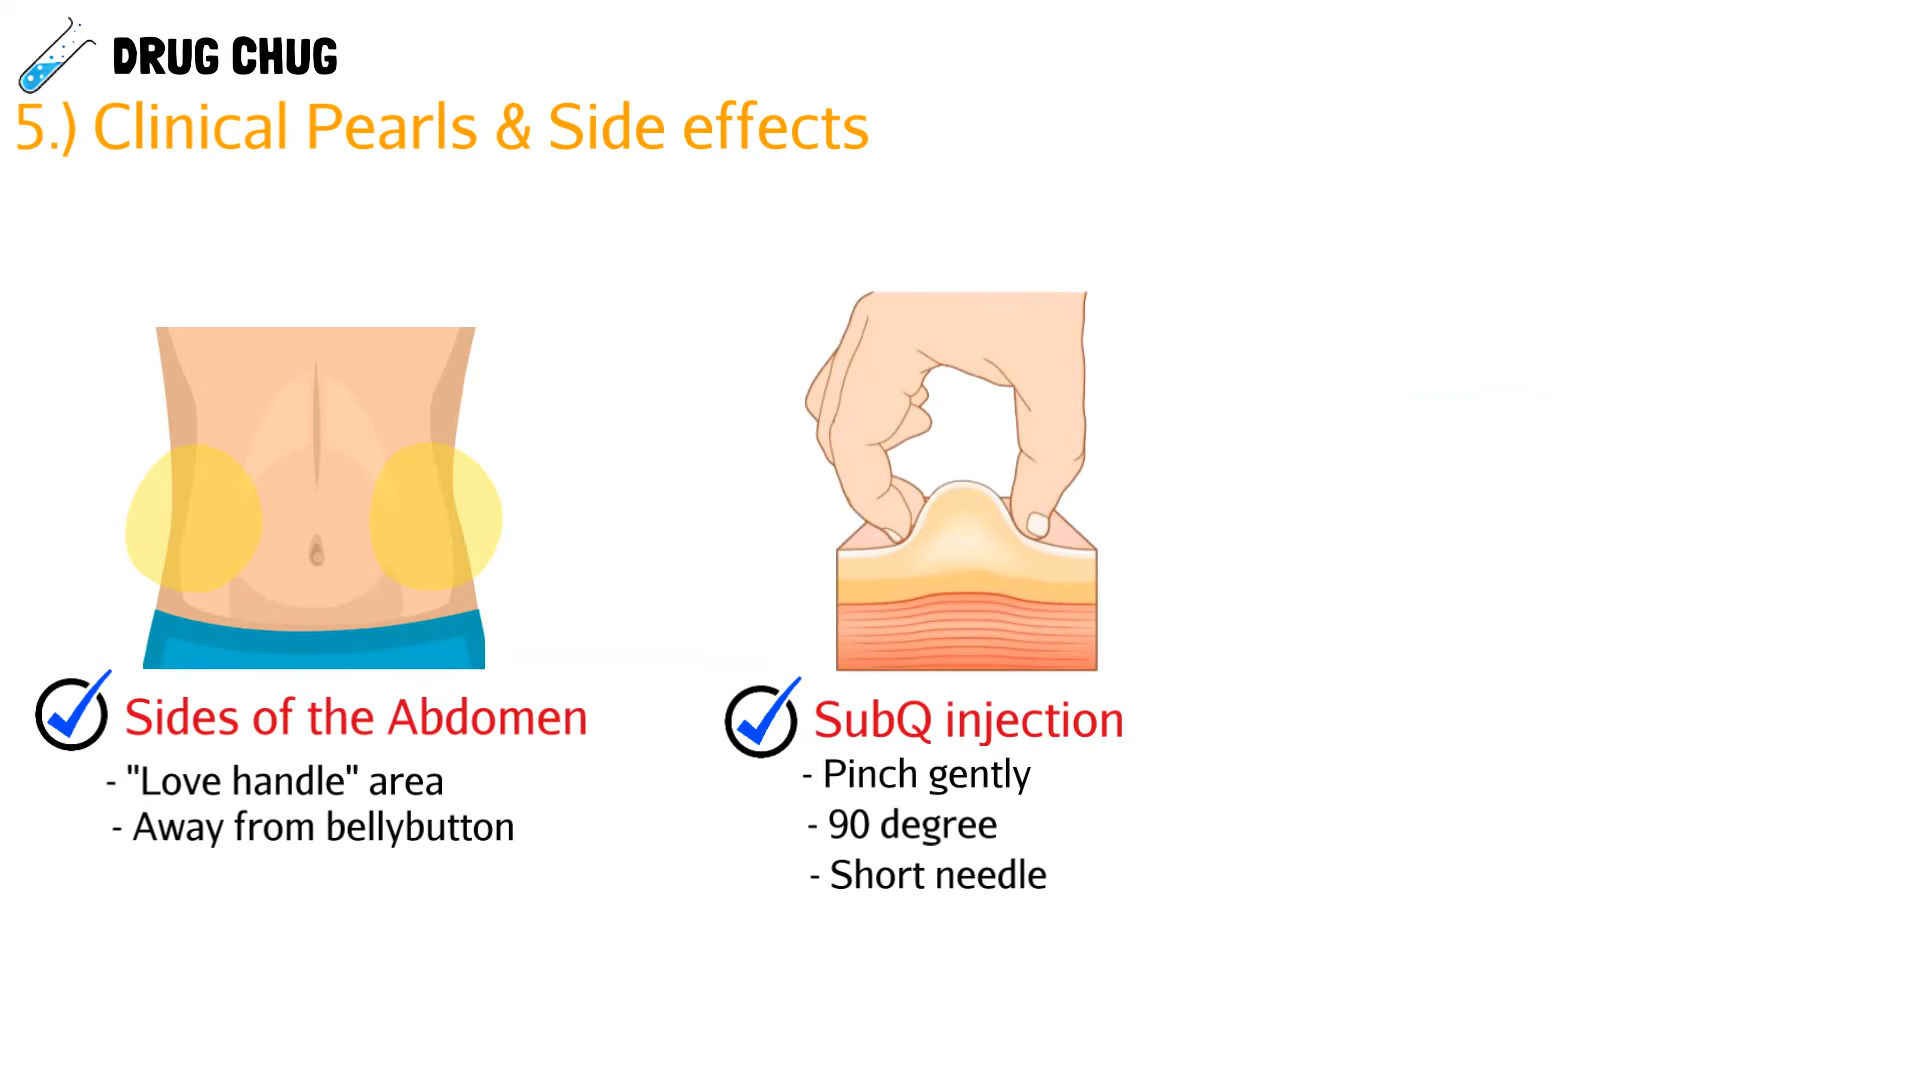 DRUG CHUG
5.) Clinical Pearls & Side effects
Sides of the Abdomen
- "Love handle" area
- Away from bellybutton
SubQ injection
- Pinch gently
- 90 degree
- Short needle